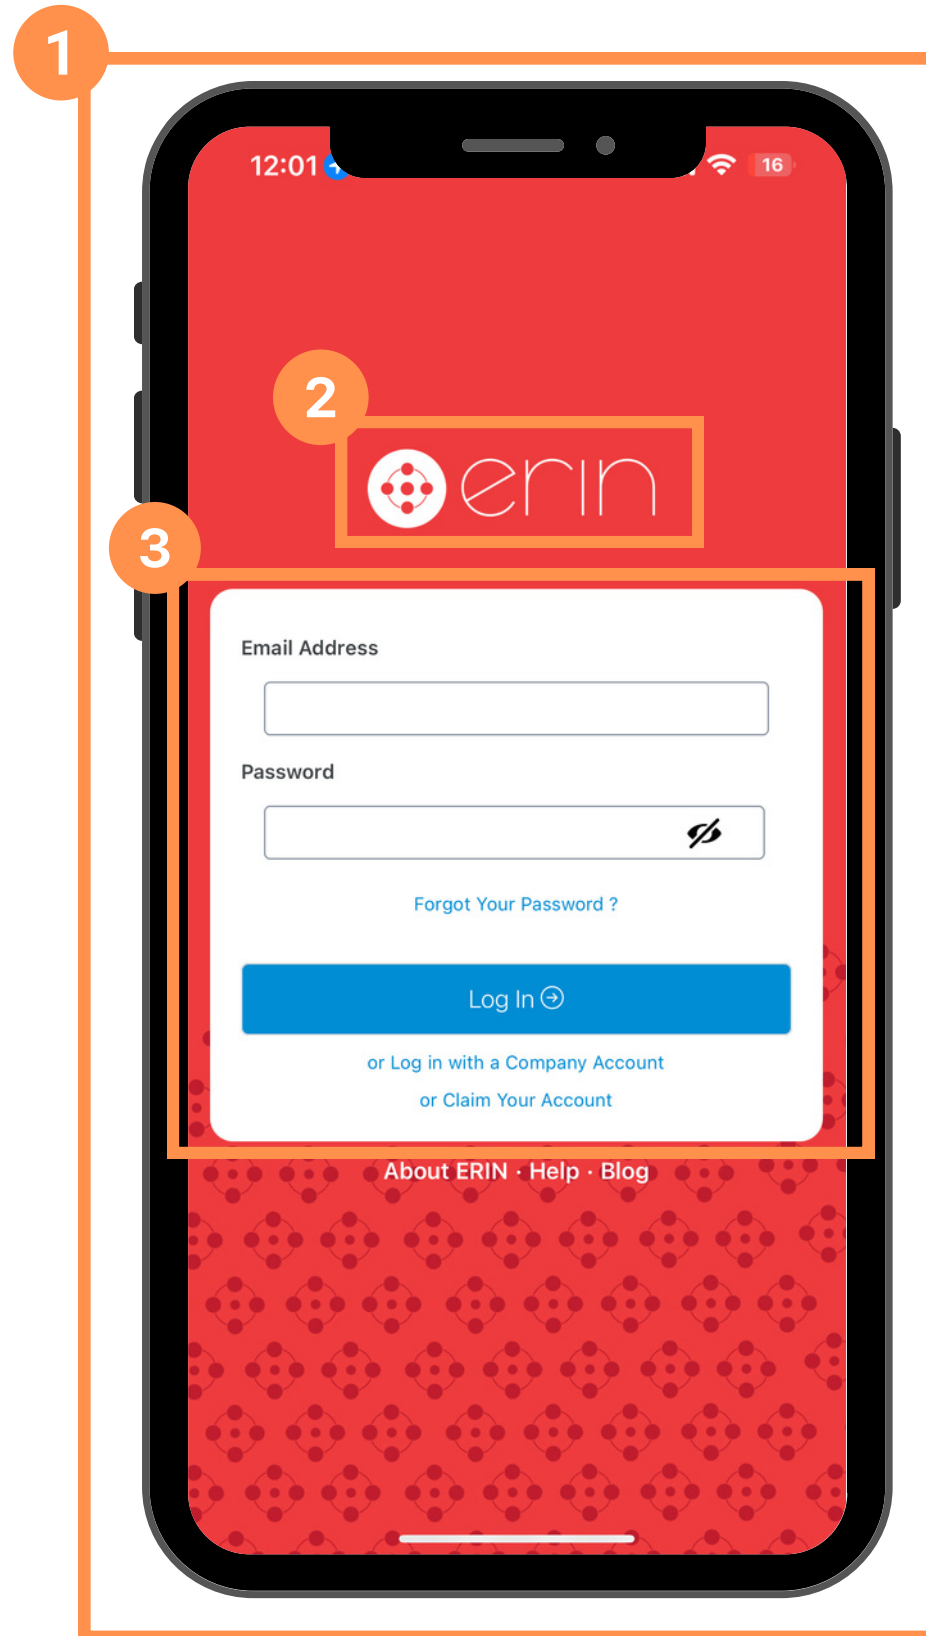 1
12:01
16
2
erin
3
Email Address
Password
Forgot Your Password ?
Log In
or Log in with a Company Account
or Claim Your Account
About ERIN · Help · Blog